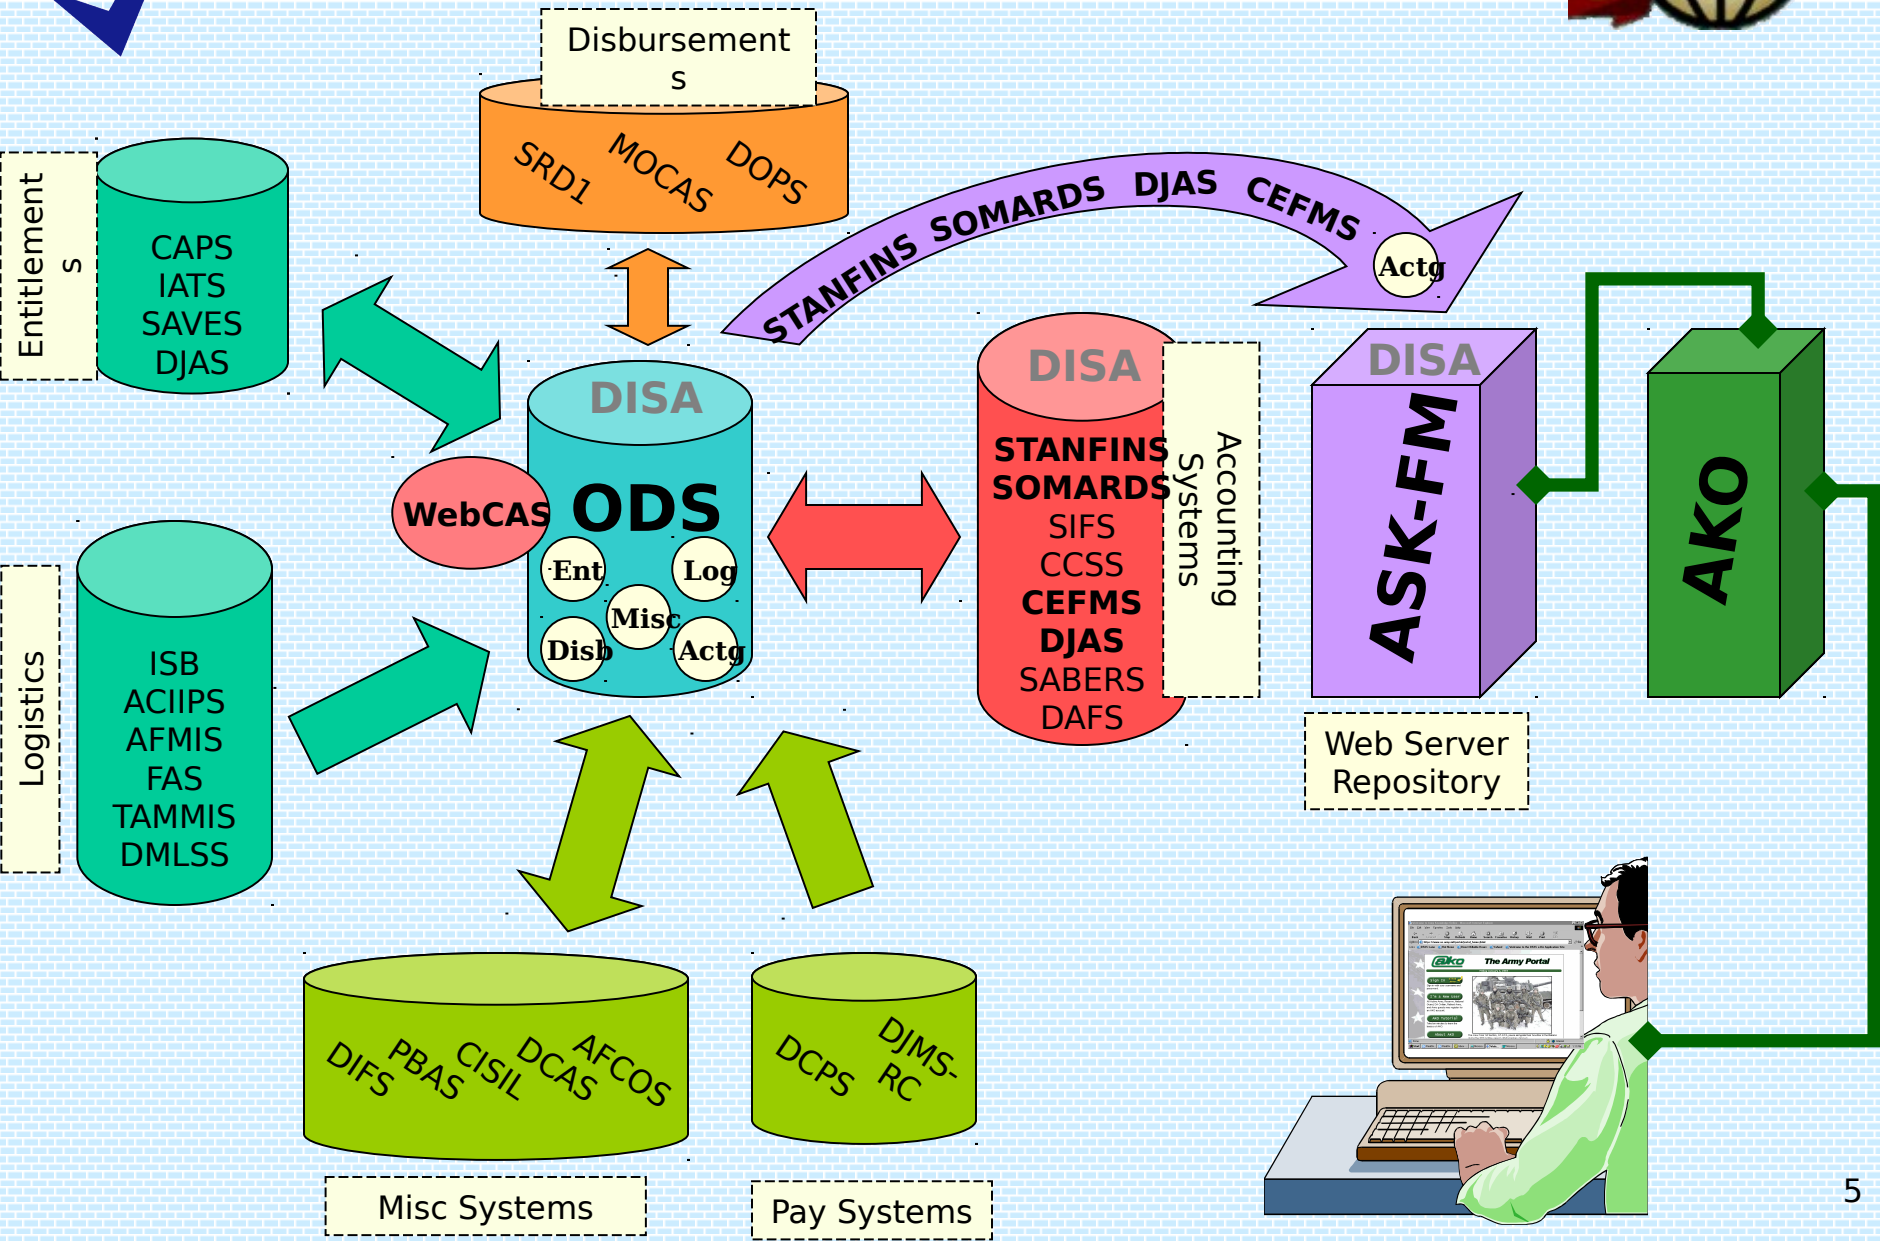 Disbursement
s
SRD1
MOCAS
DOPS
Entitlement
s
CAPS
IATS
SAVES
DJAS
STANFINS SOMARDS DJAS CEFMS
Actg
DISA
ODS
WebCAS
Ent
Log
Misc
Disb
Actg
DISA
STANFINS
SOMARDS
SIFS
CCSS
CEFMS
DJAS
SABERS
DAFS
Accounting
Systems
DISA
ASK-FM
AKO
Web Server
Repository
Logistics
ISB
ACIIPS
AFMIS
FAS
TAMMIS
DMLSS
DIFS
PBAS
CISIL
DCAS
AFCOS
Misc Systems
DCPS
DJMS-
RC
Pay Systems
The Army Portal
5